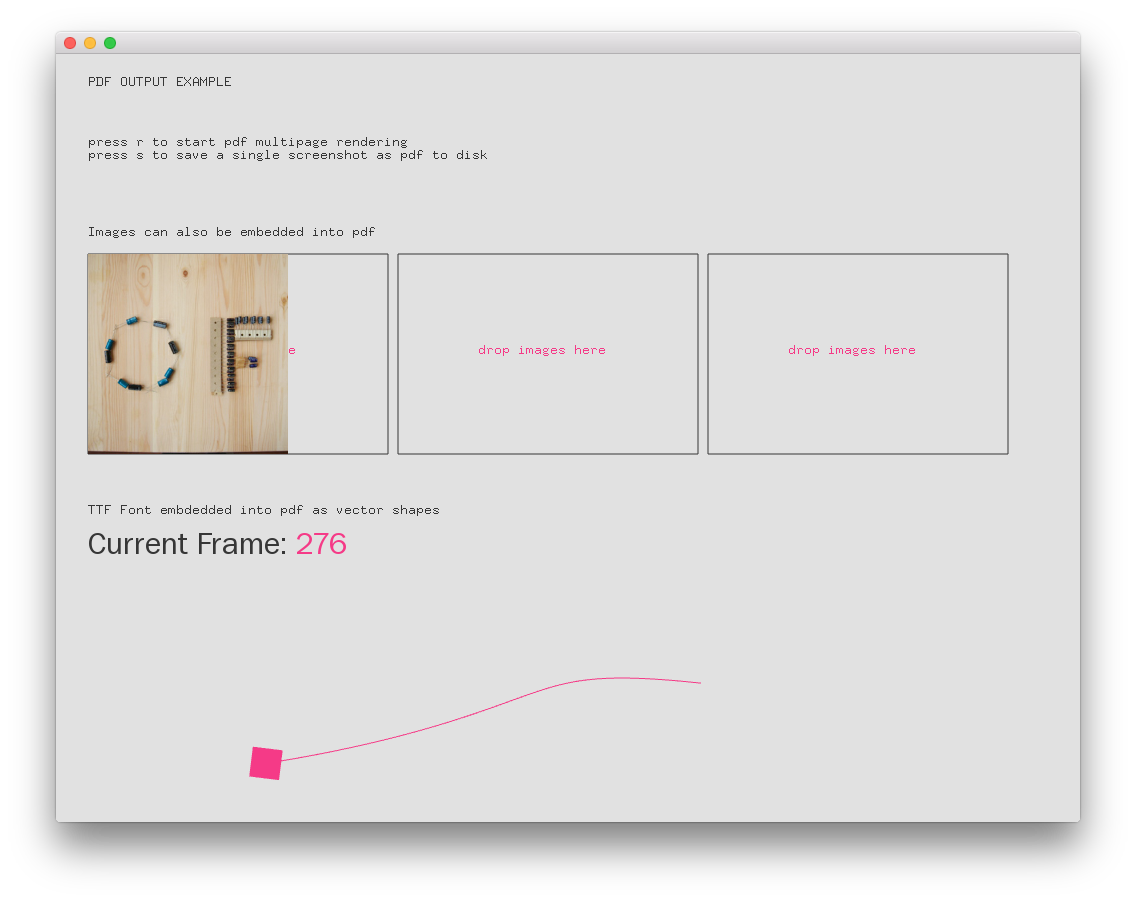 PDF OUTPUT EXAMPLE
press r to start pdf multipage rendering
press s to save a single screenshot as pdf to disk
Images can also be embedded into pdf
OF
e
drop images here
drop images here
TTF Font embdedded into pdf as vector shapes
Current Frame: 276